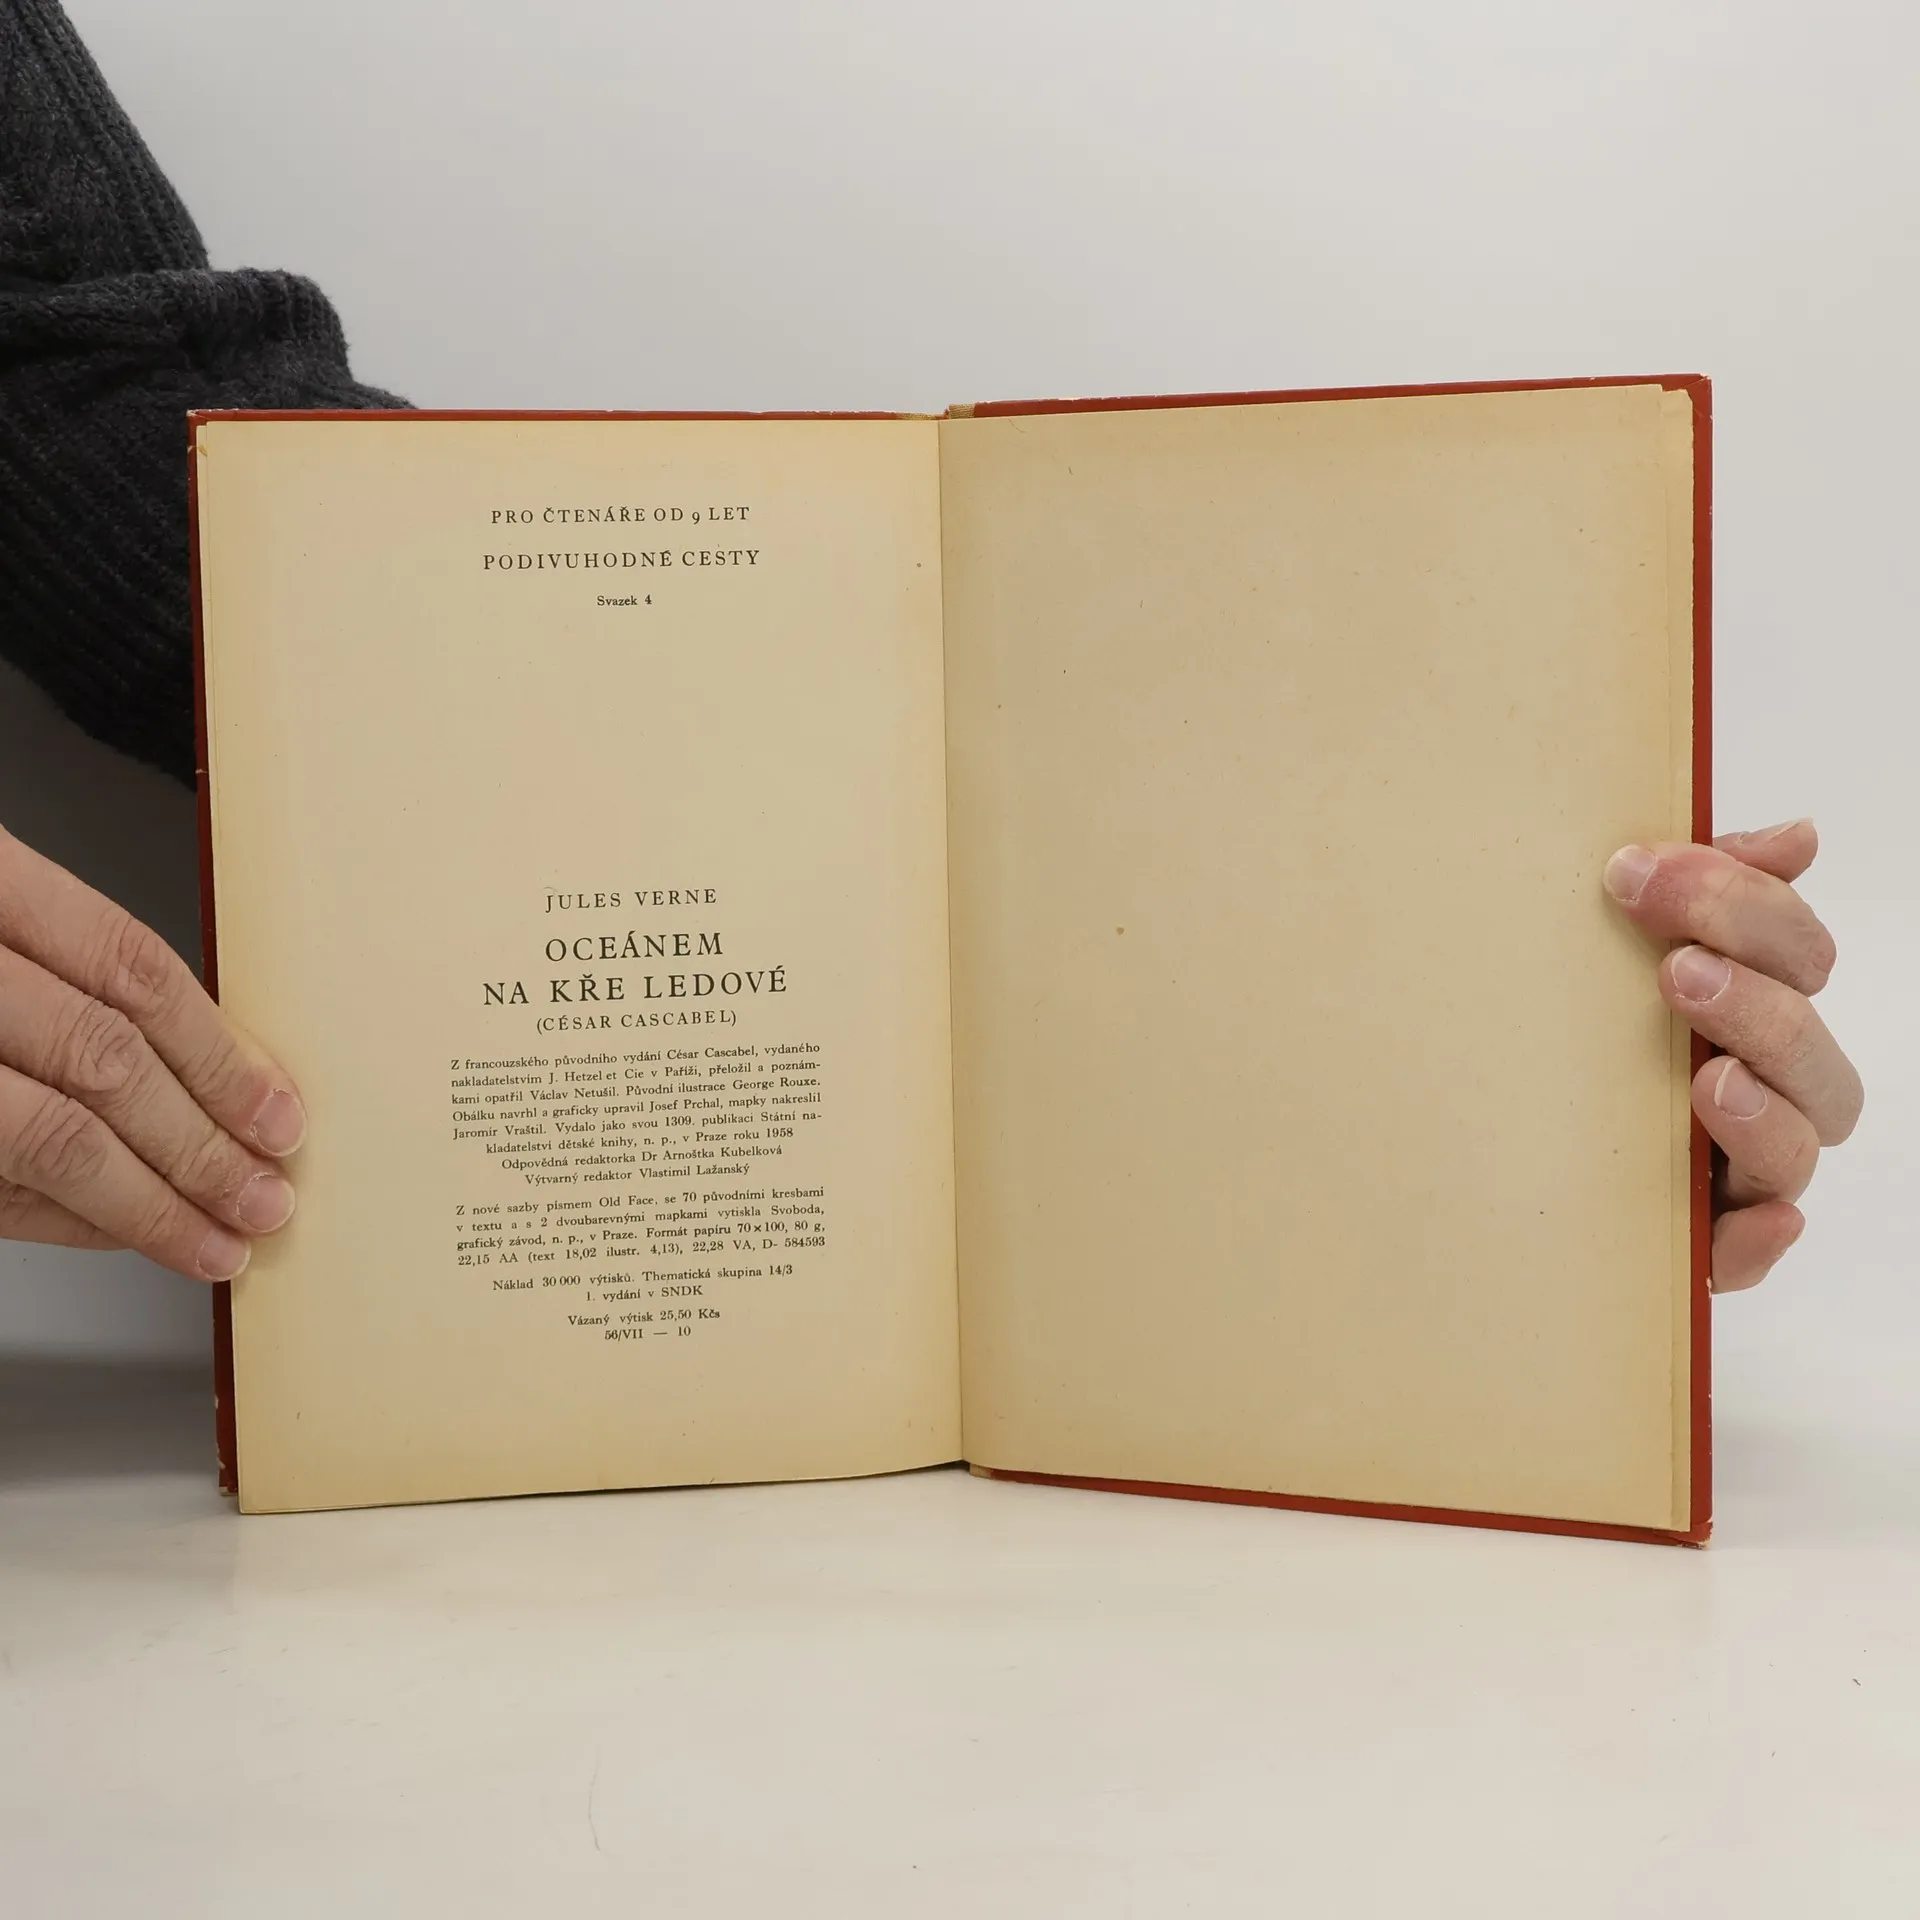 PRO ČTENÁŘE OD 9 LET
PODIVUHODNÉ CESTY
Svazek 4
JULES VERNE
OCEÁNEM
NA KŘE LEDOVÉ
(CÉSAR CASCABEL)
Z francouzského původního vydání César Cascabel, vydaného
nakladatelstvím J. Hetzel et Cie v Paříži, přeložil a poznám-
kami opatřil Václav Netušil. Původní ilustrace George Rouxe.
Obálku navrhl a graficky upravil Josef Prchal, mapky nakreslil
Jaromír Vraštil. Vydalo jako svou 1309. publikaci Státní na-
kladatelství dětské knihy, n. p., v Praze roku 1958
Odpovědná redaktorka Dr Arnoštka Kubelková
Výtvarný redaktor Vlastimil Lažanský
Z nové sazby písmem Old Face, se 70 původními kresbami
v textu a s 2 dvoubarevnými mapkami vytiskla Svoboda,
grafický závod, n. p., v Praze. Formát papíru 70×100, 80 g,
22,15 AA (text 18,02 ilustr. 4,13), 22,28 VA, D- 584593
Náklad 30 000 výtisků. Thematická skupina 14/3
1. vydání v SNDK
Vázaný výtisk 25,50 Kčs
56/VII — 10